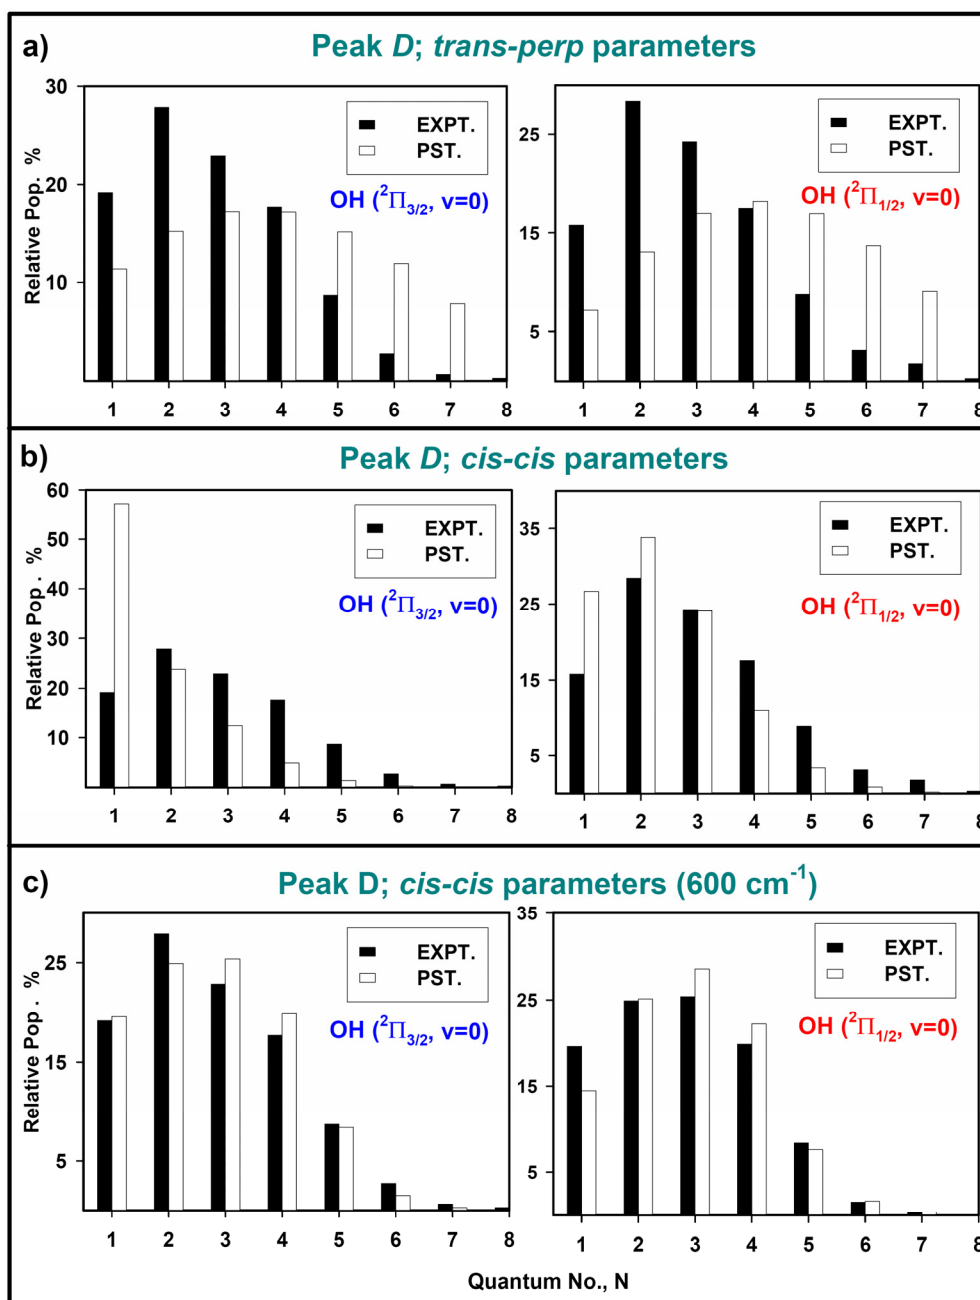 a) Peak D; trans-perp parameters
30
20
10
Relative Pop. %
EXPT.
PST.
OH (²Π3/2, v=0)
1 2 3 4 5 6 7 8
25
15
5
EXPT.
PST.
OH (²Π1/2, v=0)
1 2 3 4 5 6 7 8
b) Peak D; cis-cis parameters
60
50
40
30
20
10
Relative Pop . %
EXPT.
PST.
OH (²Π3/2, v=0)
1 2 3 4 5 6 7 8
35
25
15
5
EXPT.
PST.
OH (²Π1/2, v=0)
1 2 3 4 5 6 7 8
c) Peak D; cis-cis parameters (600 cm⁻¹)
25
15
5
Relative Pop . %
EXPT.
PST.
OH (²Π3/2, v=0)
1 2 3 4 5 6 7 8
35
25
15
5
EXPT.
PST.
OH (²Π1/2, v=0)
1 2 3 4 5 6 7 8
Quantum No., N